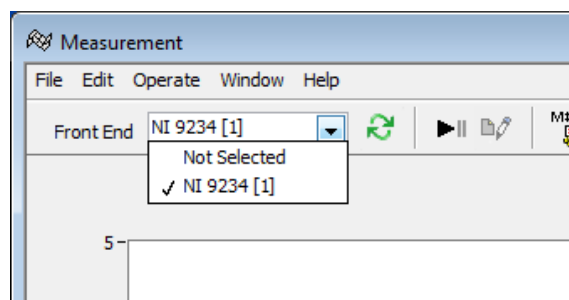 Measurement
File Edit Operate Window Help
Front End NI 9234 [1]
Not Selected
✓ NI 9234 [1]
5